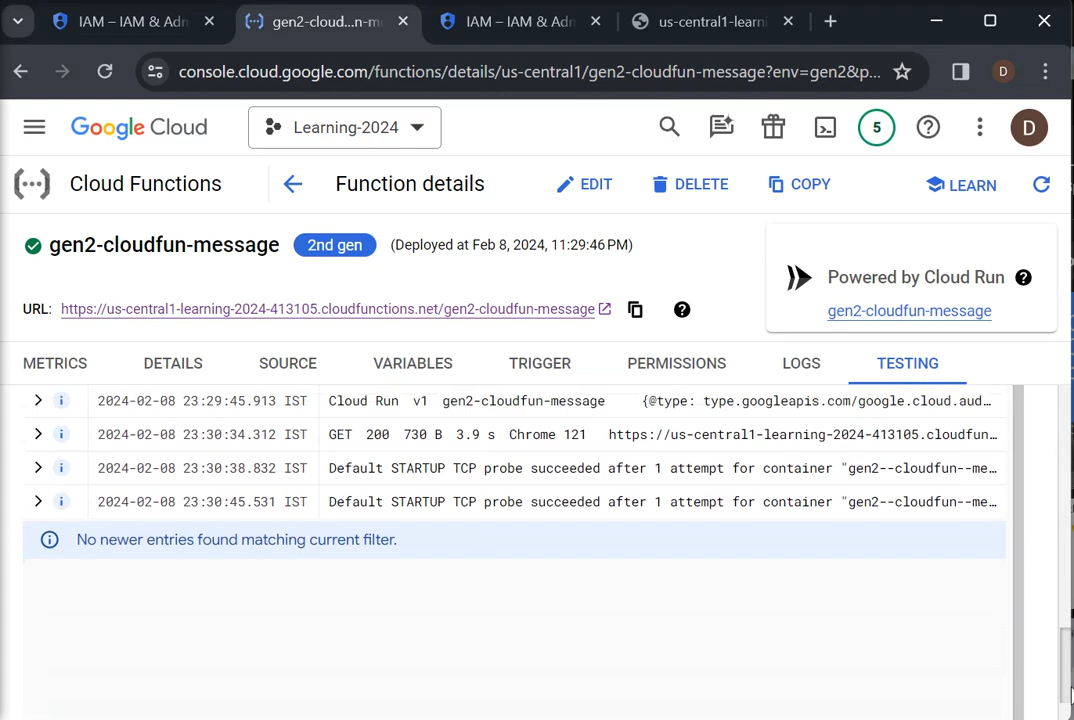 IAM – IAM & Adm
gen2-cloud...n-m
IAM – IAM & Adm
us-central1-learni
console.cloud.google.com/functions/details/us-central1/gen2-cloudfun-message?env=gen2&p...
D
Google Cloud
Learning-2024
5
D
Cloud Functions
Function details
EDIT
DELETE
COPY
LEARN
gen2-cloudfun-message
2nd gen
(Deployed at Feb 8, 2024, 11:29:46 PM)
Powered by Cloud Run
gen2-cloudfun-message
URL: https://us-central1-learning-2024-413105.cloudfunctions.net/gen2-cloudfun-message
METRICS
DETAILS
SOURCE
VARIABLES
TRIGGER
PERMISSIONS
LOGS
TESTING
2024-02-08 23:29:45.913 IST Cloud Run v1 gen2-cloudfun-message {@type: type.googleapis.com/google.cloud.aud...
2024-02-08 23:30:34.312 IST GET 200 730 B 3.9 s Chrome 121 https://us-central1-learning-2024-413105.cloudfun...
2024-02-08 23:30:38.832 IST Default STARTUP TCP probe succeeded after 1 attempt for container "gen2--cloudfun--me...
2024-02-08 23:30:45.531 IST Default STARTUP TCP probe succeeded after 1 attempt for container "gen2--cloudfun--me...
No newer entries found matching current filter.